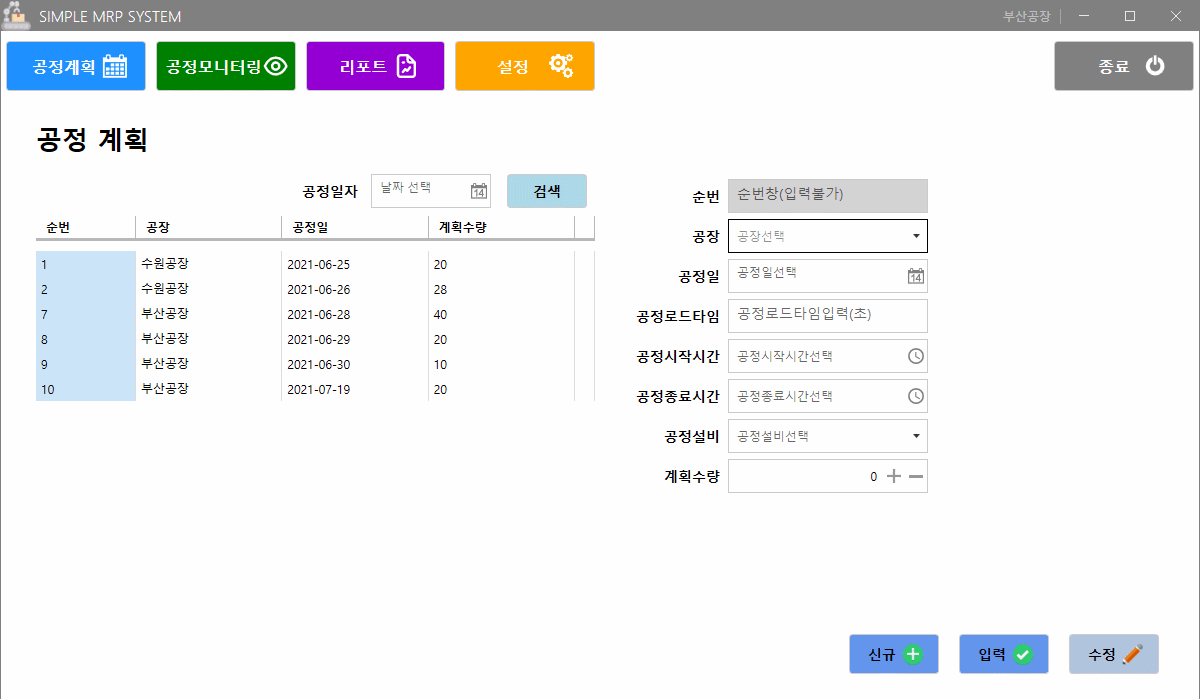 SIMPLE MRP SYSTEM 부산공장
공정계획 공정모니터링 리포트 설정 종료
공정 계획
공정일자 날짜 선택 14 검색
순번 공장 공정일 계획수량
1 수원공장 2021-06-25 20
2 수원공장 2021-06-26 28
7 부산공장 2021-06-28 40
8 부산공장 2021-06-29 20
9 부산공장 2021-06-30 10
10 부산공장 2021-07-19 20
순번 순번창(입력불가)
공장 공장선택
공정일 공정일선택 14
공정로드타임 공정로드타임입력(초)
공정시작시간 공정시작시간선택
공정종료시간 공정종료시간선택
공정설비 공정설비선택
계획수량 0
신규 입력 수정